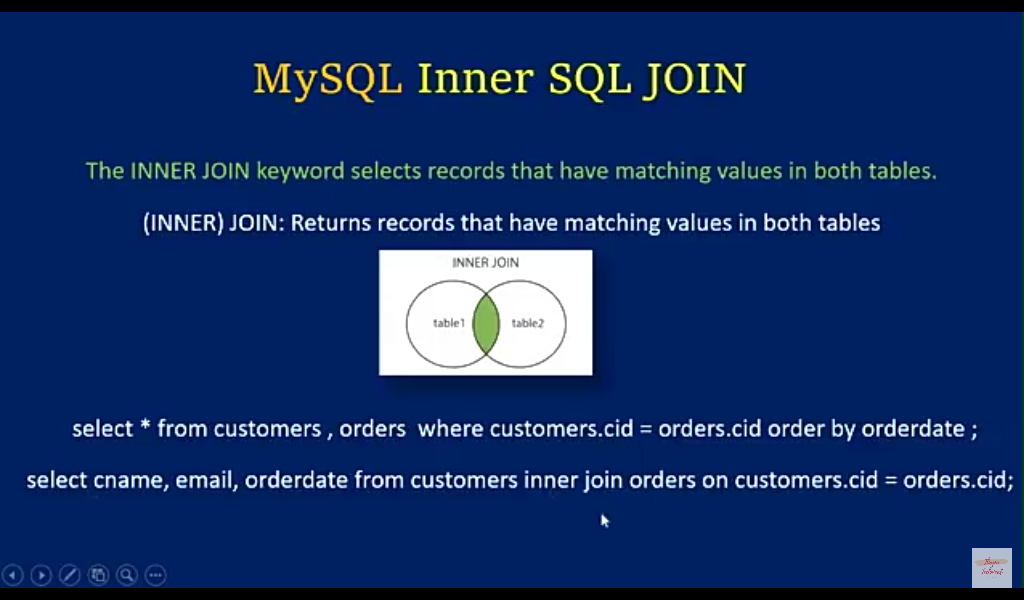 MySQL Inner SQL JOIN
The INNER JOIN keyword selects records that have matching values in both tables.
(INNER) JOIN: Returns records that have matching values in both tables
INNER JOIN
table1 table2
select * from customers , orders where customers.cid = orders.cid order by orderdate ;
select cname, email, orderdate from customers inner join orders on customers.cid = orders.cid;